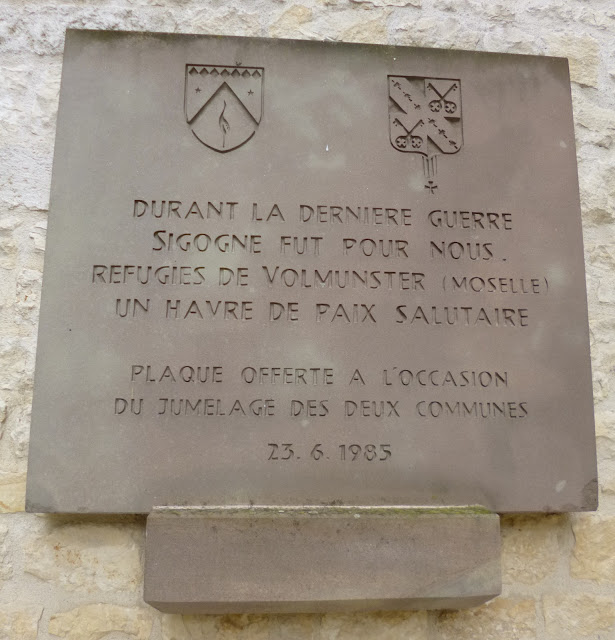 DURANT LA DERNIERE GUERRE
SIGOGNE FUT POUR NOUS.
REFUGIES DE VOLMUNSTER (MOSELLE)
UN HAVRE DE PAIX SALUTAIRE
PLAQUE OFFERTE A L'OCCASION
DU JUMELAGE DES DEUX COMMUNES
23. 6. 1985